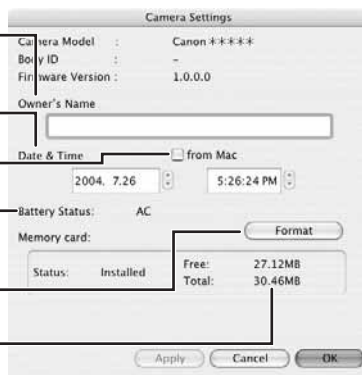 Camera Settings
Camera Model : Canon *****
Body ID : -
Firmware Version : 1.0.0.0
Owner's Name
Date & Time from Mac
2004. 7.26 5:26:24 PM
Battery Status: AC
Memory card: Format
Status: Installed Free: 27.12MB
Total: 30.46MB
Apply Cancel OK